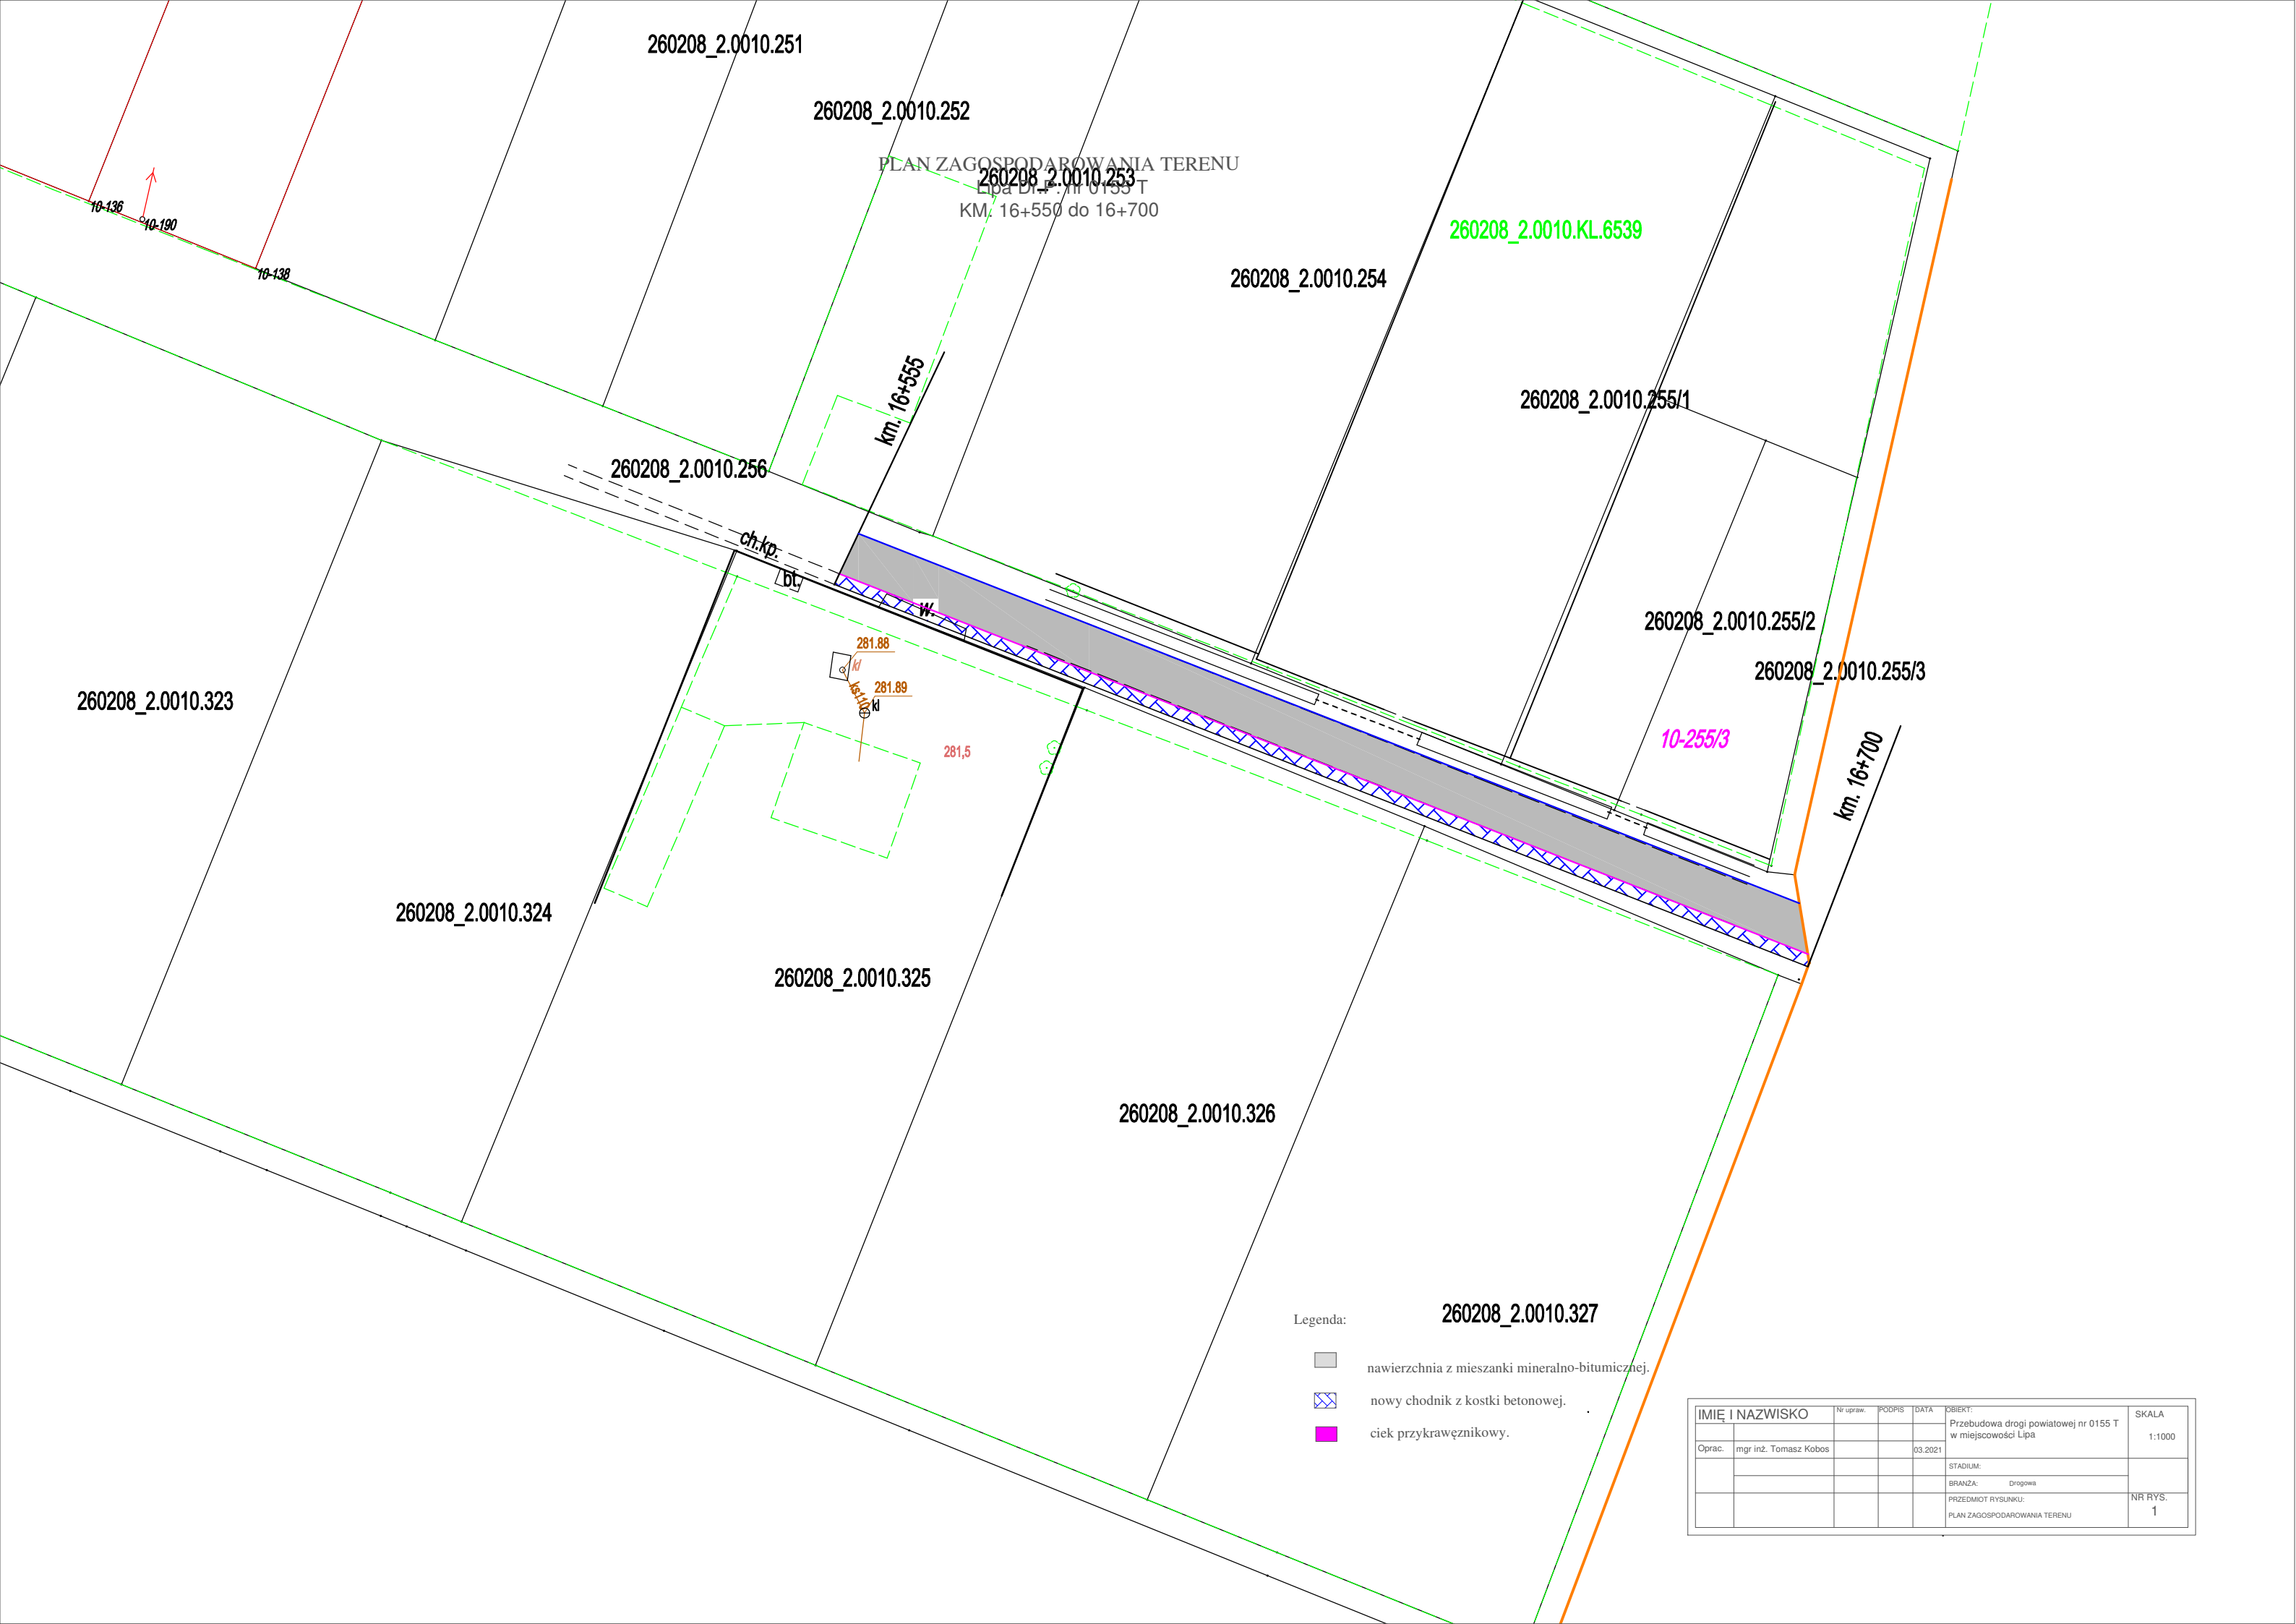 260208_2.0010.251
260208_2.0010.252
PLAN ZAGOSPODAROWANIA TERENU
260208_2.0010.253
Lipa Dr.P. nr 0155 T
KM. 16+550 do 16+700
10-136
10-190
10-138
260208_2.0010.KL.6539
260208_2.0010.254
km. 16+555
260208_2.0010.255/1
260208_2.0010.256
ch.kp.
bt.
w.
260208_2.0010.255/2
260208_2.0010.255/3
281.88
kl
ks110
281.89
kl
260208_2.0010.323
10-255/3
281,5
km. 16+700
260208_2.0010.324
260208_2.0010.325
260208_2.0010.326
260208_2.0010.327
Legenda:
nawierzchnia z mieszanki mineralno-bitumicznej.
nowy chodnik z kostki betonowej.
ciek przykrawężnikowy.
IMIĘ I NAZWISKO
Nr upraw.
PODPIS
DATA
OBIEKT:
Przebudowa drogi powiatowej nr 0155 T
w miejscowości Lipa
SKALA
1:1000
Oprac.
mgr inż. Tomasz Kobos
03.2021
STADIUM:
BRANŻA: Drogowa
PRZEDMIOT RYSUNKU:
PLAN ZAGOSPODAROWANIA TERENU
NR RYS.
1